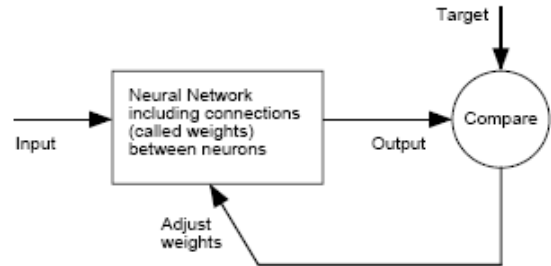 Target
Neural Network
including connections
(called weights)
between neurons
Compare
Input
Output
Adjust
weights